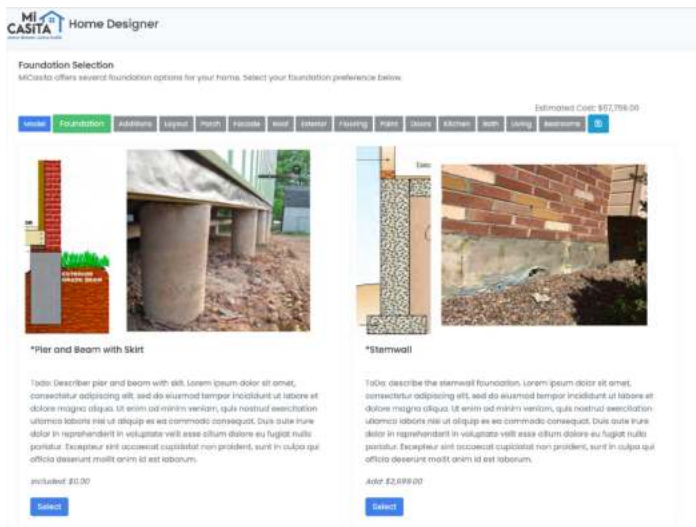 Mi
CASITA
Home Designer
Foundation Selection
MiCasita offers several foundation options for your home. Select your foundation preference below.
Estimated Cost:
Model Foundation Additions Layout Porch Facade Roof Exterior Flooring Paint Doors Kitchen Bath Living Bedrooms
EXTERIOR
GRADE BEAM
*Pier and Beam with Skirt
ToDo: Describer pier and beam with skit. Lorem ipsum dolor sit amet,
consectetur adipiscing elit, sed do eiusmod tempor incididunt ut labore et
dolore magna aliqua. Ut enim ad minim veniam, quis nostrud exercitation
ullamco laboris nisi ut aliquip ex ea commodo consequat. Duis aute irure
dolor in reprehenderit in voluptate velit esse cillum dolore eu fugiat nulla
pariatur. Excepteur sint occaecat cupidatat non proident, sunt in culpa qui
officia deserunt mollit anim id est laborum.
Included: $0.00
Select
*Stemwall
ToDo: describe the stemwall foundation. Lorem ipsum dolor sit amet,
consectetur adipiscing elit, sed do eiusmod tempor incididunt ut labore et
dolore magna aliqua. Ut enim ad minim veniam, quis nostrud exercitation
ullamco laboris nisi ut aliquip ex ea commodo consequat. Duis aute irure
dolor in reprehenderit in voluptate velit esse cillum dolore eu fugiat nulla
pariatur. Excepteur sint occaecat cupidatat non proident, sunt in culpa qui
officia deserunt mollit anim id est laborum.
Select